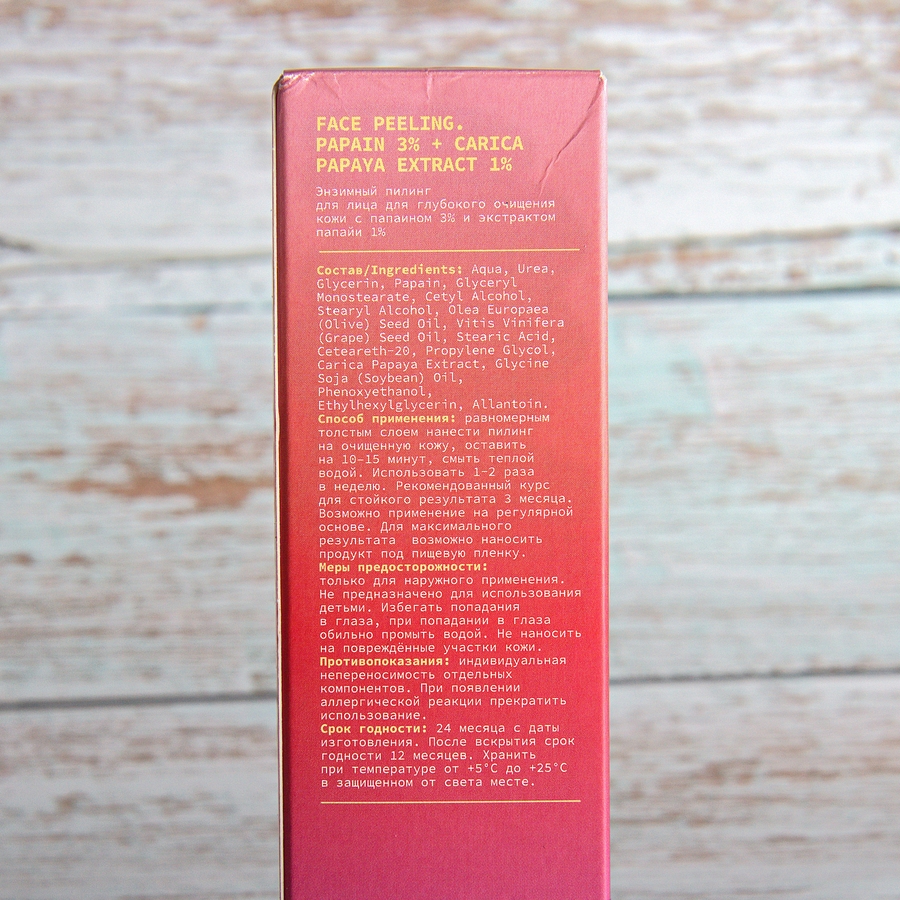 FACE PEELING.
PAPAIN 3% + CARICA
PAPAYA EXTRACT 1%
Энзимный пилинг
для лица для глубокого очищения
кожи с папаином 3% и экстрактом
папайи 1%
Состав/Ingredients: Aqua, Urea,
Glycerin, Papain, Glyceryl
Monostearate, Cetyl Alcohol,
Stearyl Alcohol, Olea Europaea
(Olive) Seed Oil, Vitis Vinifera
(Grape) Seed Oil, Stearic Acid,
Ceteareth-20, Propylene Glycol,
Carica Papaya Extract, Glycine
Soja (Soybean) Oil,
Phenoxyethanol,
Ethylhexylglycerin, Allantoin.
Способ применения: равномерным
толстым слоем нанести пилинг
на очищенную кожу, оставить
на 10–15 минут, смыть теплой
водой. Использовать 1–2 раза
в неделю. Рекомендованный курс
для стойкого результата 3 месяца.
Возможно применение на регулярной
основе. Для максимального
результата возможно наносить
продукт под пищевую пленку.
Меры предосторожности:
только для наружного применения.
Не предназначено для использования
детьми. Избегать попадания
в глаза, при попадании в глаза
обильно промыть водой. Не наносить
на повреждённые участки кожи.
Противопоказания: индивидуальная
непереносимость отдельных
компонентов. При появлении
аллергической реакции прекратить
использование.
Срок годности: 24 месяца с даты
изготовления. После вскрытия срок
годности 12 месяцев. Хранить
при температуре от +5°С до +25°С
в защищенном от света месте.